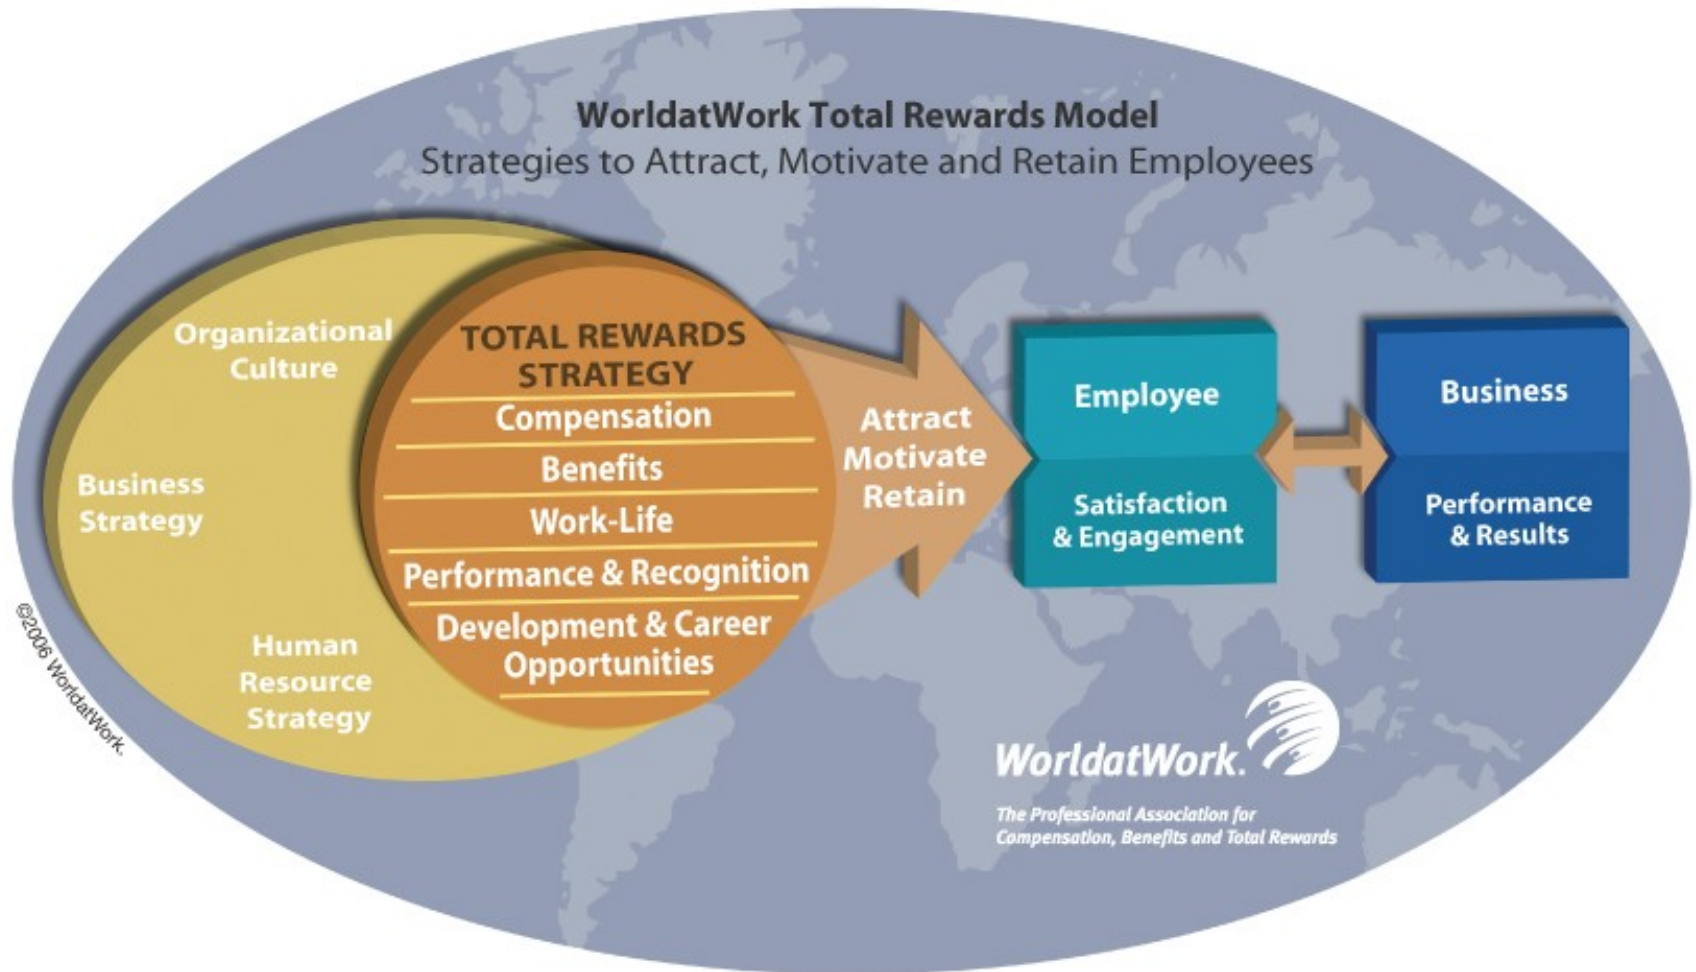 WorldatWork Total Rewards Model
Strategies to Attract, Motivate and Retain Employees
Organizational
Culture
Business
Strategy
Human
Resource
Strategy
TOTAL REWARDS
STRATEGY
Compensation
Benefits
Work-Life
Performance & Recognition
Development & Career
Opportunities
Attract
Motivate
Retain
Employee
Satisfaction
& Engagement
Business
Performance
& Results
©2006 WorldatWork.
WorldatWork.
The Professional Association for
Compensation, Benefits and Total Rewards